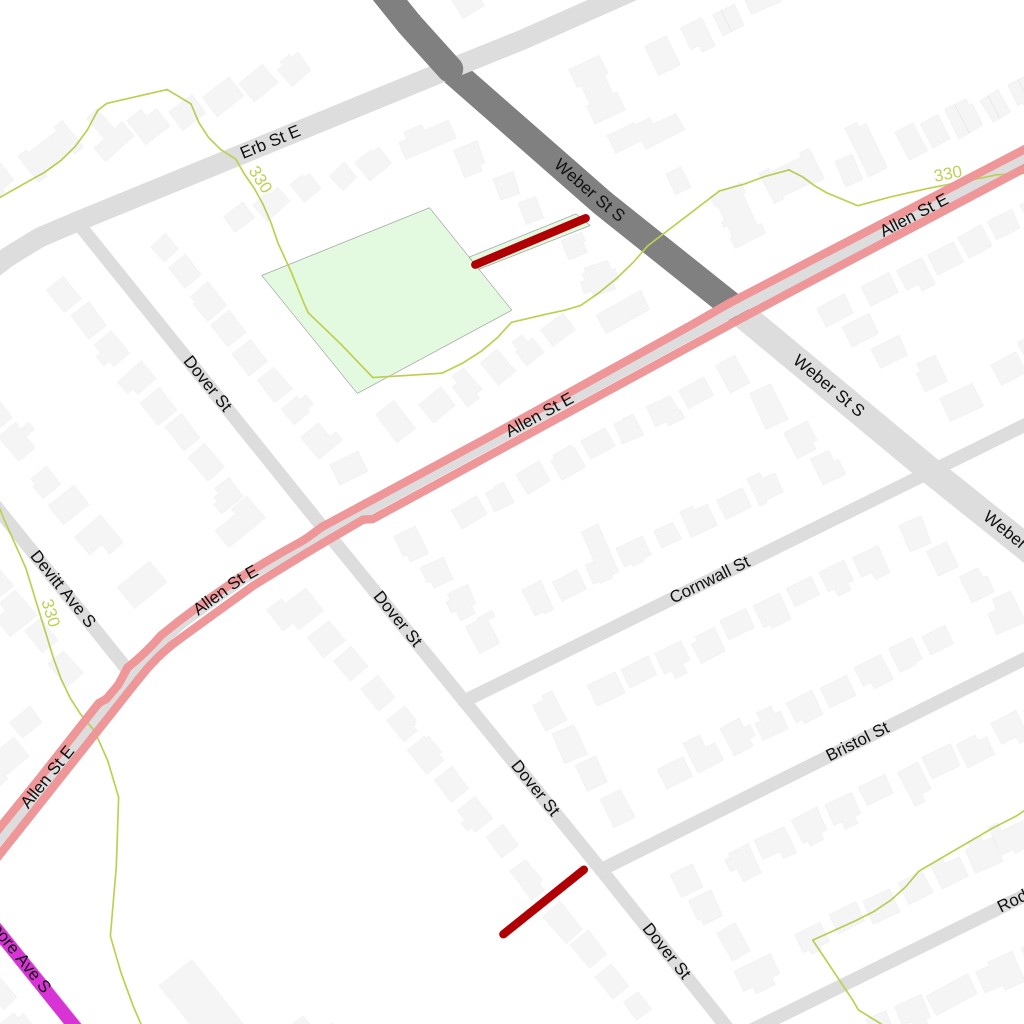 Erb St E
330
Weber St S
330
Allen St E
Dover St
Weber St S
Allen St E
Weber
Devitt Ave S
Allen St E
Cornwall St
330
Dover St
Bristol St
Allen St E
Dover St
Rod
ore Ave S
Dover St